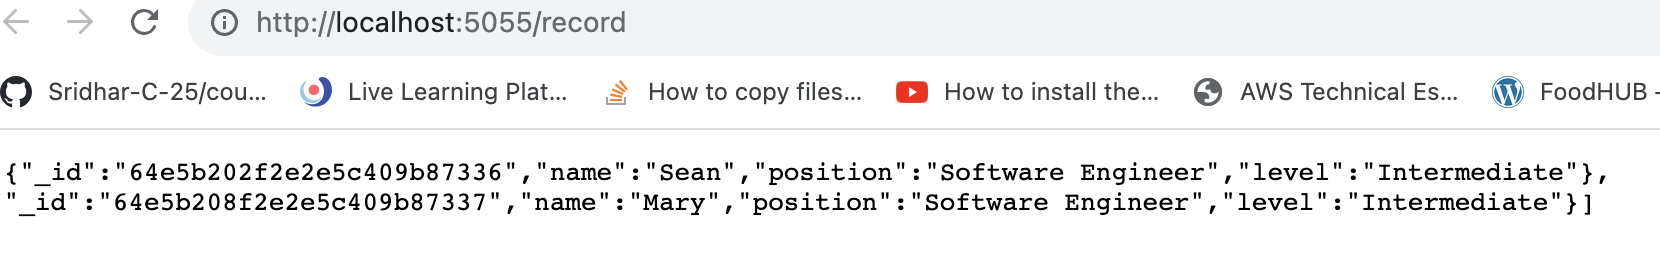 http://localhost:5055/record
Sridhar-C-25/cou... Live Learning Plat... How to copy files... How to install the... AWS Technical Es... FoodHUB -
{"_id":"64e5b202f2e2e5c409b87336","name":"Sean","position":"Software Engineer","level":"Intermediate"},
"_id":"64e5b208f2e2e5c409b87337","name":"Mary","position":"Software Engineer","level":"Intermediate"}]